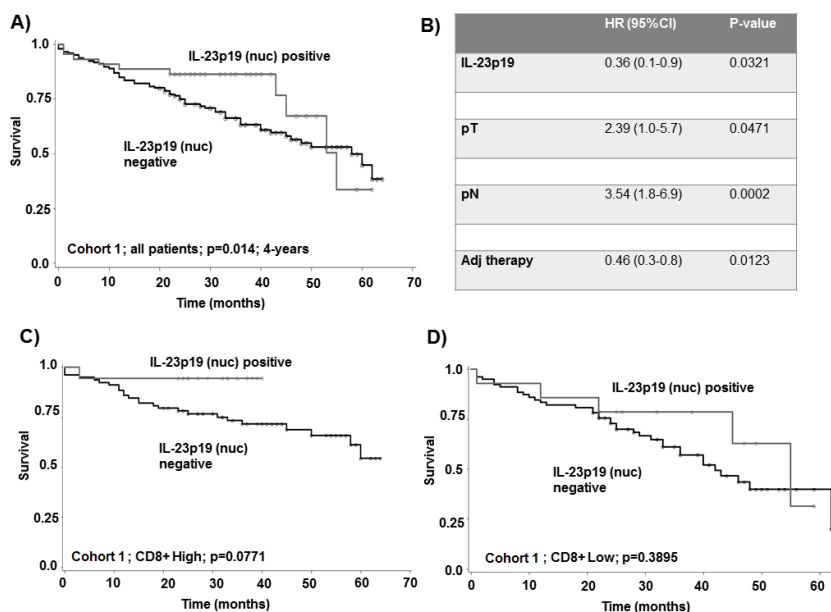 A)
1.0
0.75
0.5
0.25
0.0
Survival
IL-23p19 (nuc) positive
IL-23p19 (nuc)
negative
Cohort 1; all patients; p=0.014; 4-years
0 10 20 30 40 50 60 70
Time (months)
B)
HR (95%CI) P-value
IL-23p19 0.36 (0.1-0.9) 0.0321
pT 2.39 (1.0-5.7) 0.0471
pN 3.54 (1.8-6.9) 0.0002
Adj therapy 0.46 (0.3-0.8) 0.0123
C)
1.0
0.75
0.5
0.25
0.0
Survival
IL-23p19 (nuc) positive
IL-23p19 (nuc)
negative
Cohort 1; CD8+ High; p=0.0771
0 10 20 30 40 50 60 70
Time (months)
D)
1.0
0.75
0.5
0.25
0.0
Survival
IL-23p19 (nuc) positive
IL-23p19 (nuc)
negative
Cohort 1; CD8+ Low; p=0.3895
0 10 20 30 40 50 60
Time (months)